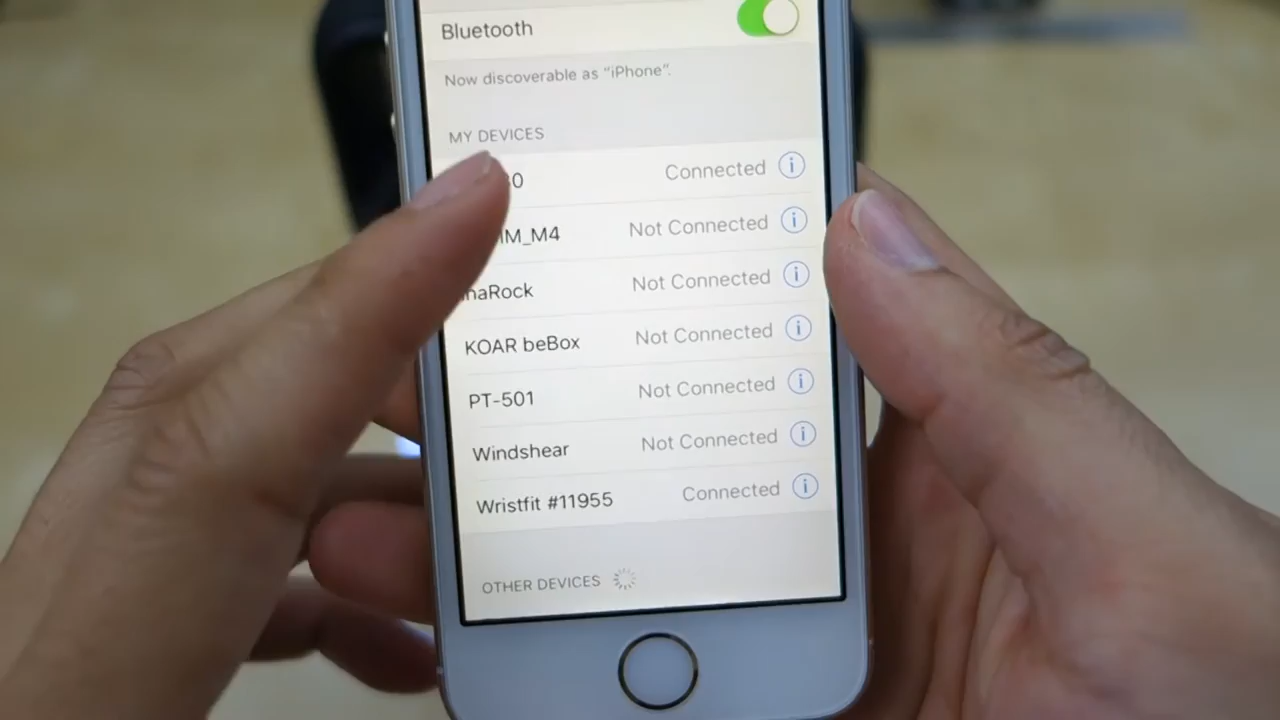 Bluetooth
Now discoverable as “iPhone”.
MY DEVICES
Connected
Not Connected
Not Connected
KOAR beBox Not Connected
PT-501 Not Connected
Windshear Not Connected
Wristfit #11955 Connected
OTHER DEVICES